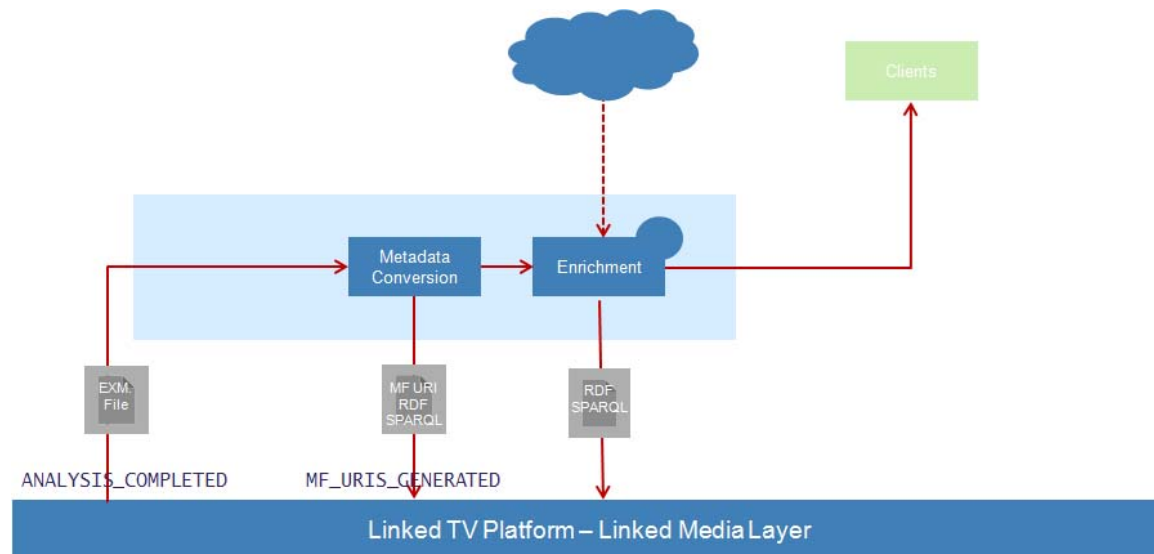 Clients
Metadata
Conversion
Enrichment
EXM.
File
MF URI
RDF
SPARQL
RDF
SPARQL
ANALYSIS_COMPLETED
MF_URIS_GENERATED
Linked TV Platform – Linked Media Layer